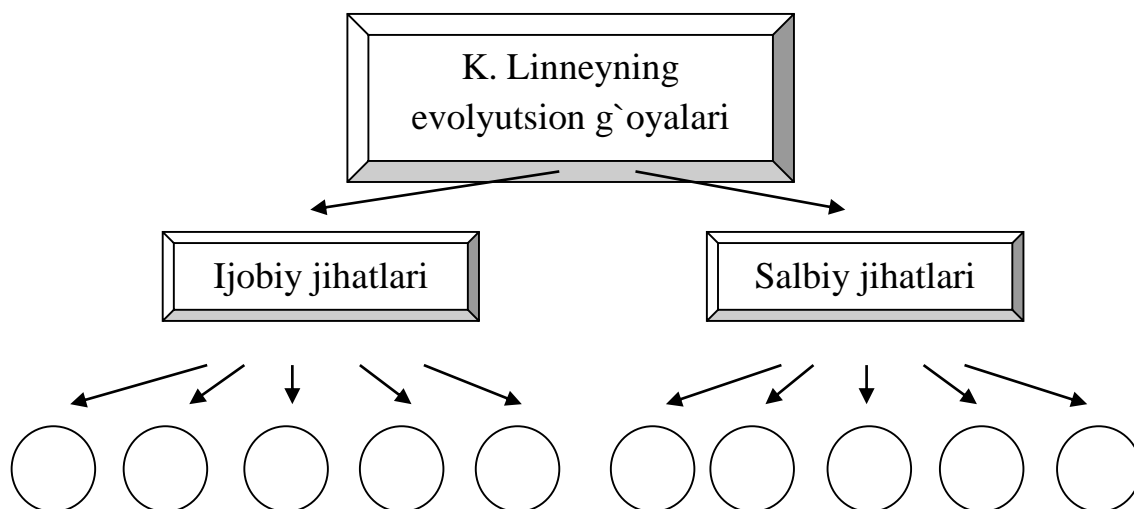 K. Linneyning
evolyutsion g`oyalari
Ijobiy jihatlari
Salbiy jihatlari